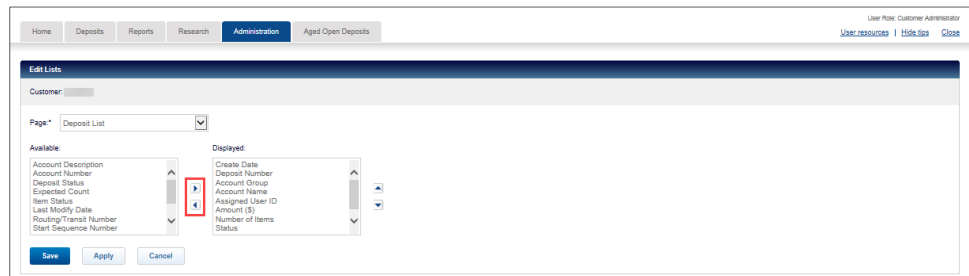 User Role: Customer Administrator
Home Deposits Reports Research Administration Aged Open Deposits
User resources | Hide tips Close
Edit Lists
Customer:
Page:* Deposit List
Available: Displayed:
Account Description Create Date
Account Number Deposit Number
Deposit Status Account Group
Expected Count Account Name
Item Status Assigned User ID
Last Modify Date Amount ($)
Routing/Transit Number Number of Items
Start Sequence Number Status
Save Apply Cancel